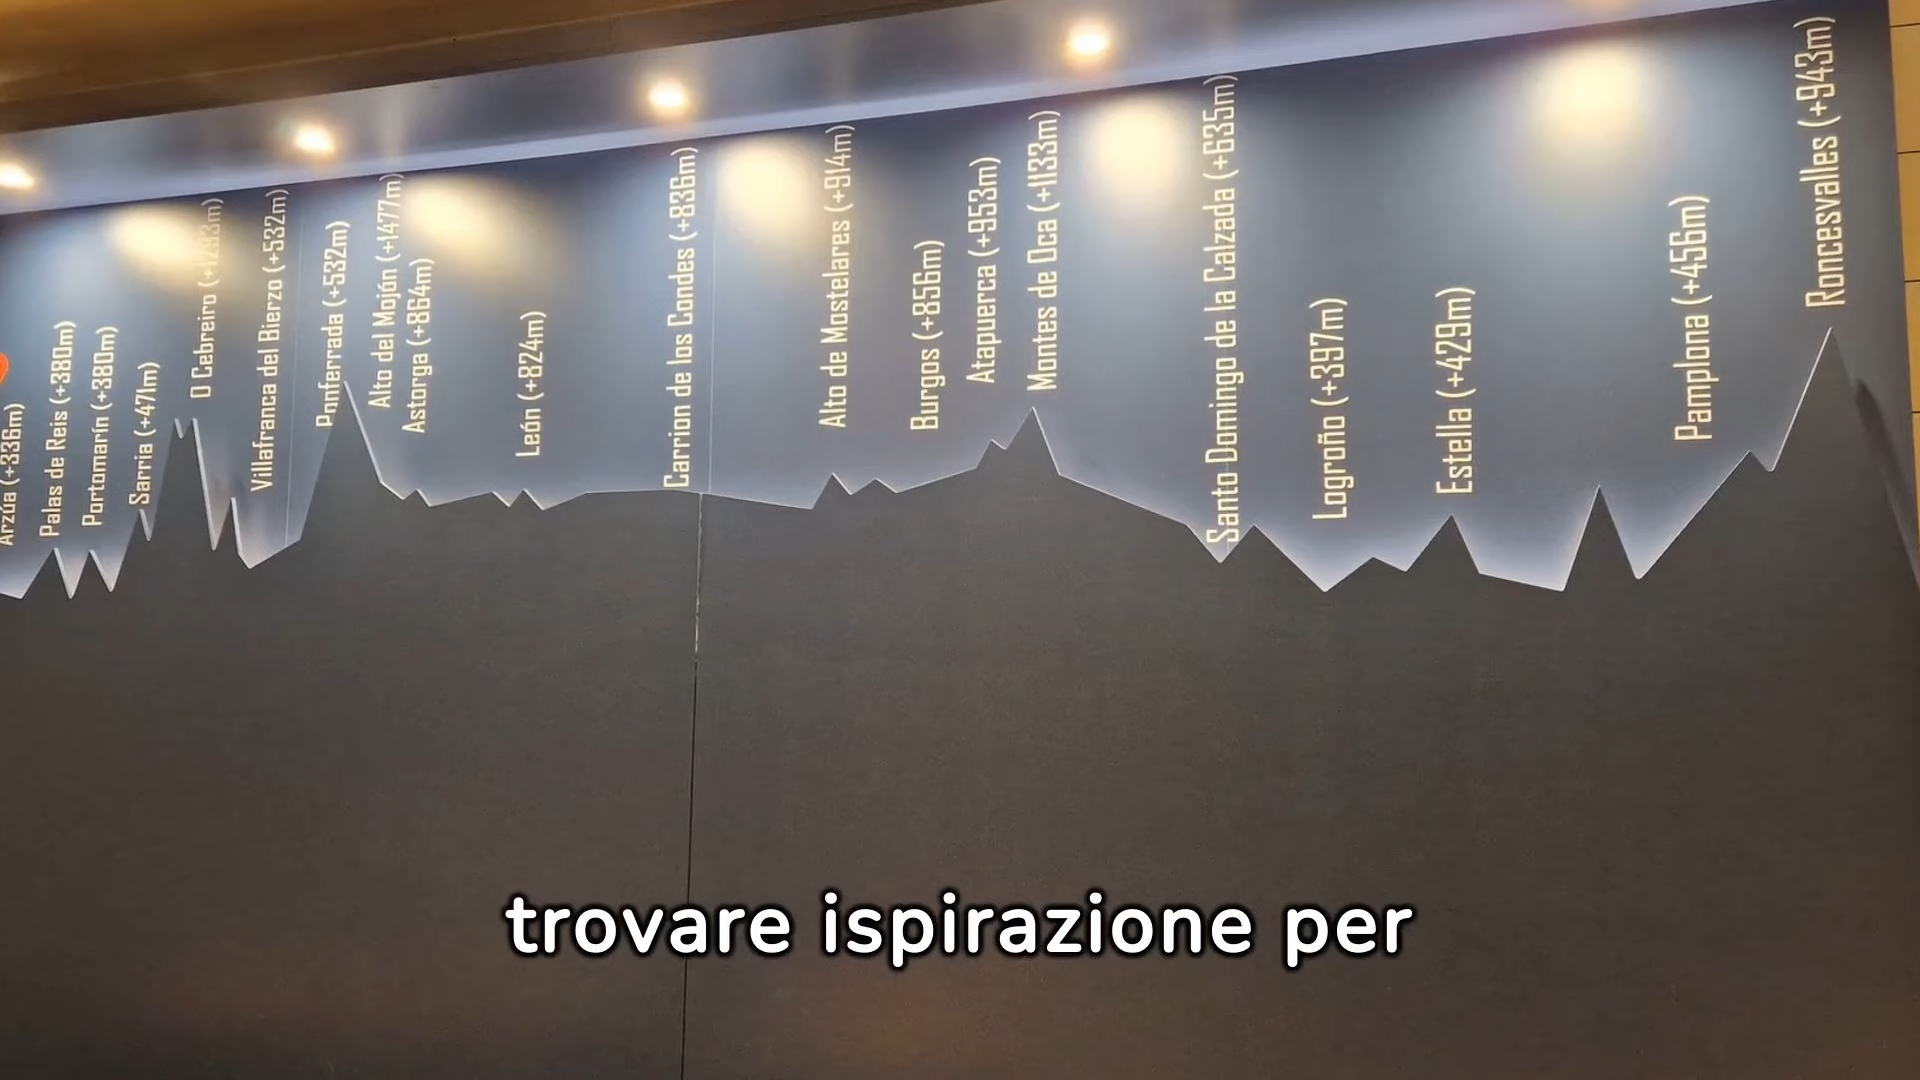 Arzúa (+336m)
Palas de Reis (+380m)
Portomarín (+380m)
Sarria (+471m)
O Cebreiro
Villafranca del Bierzo (+532m)
Ponferrada (+532m)
Alto del Moján (+1477m)
Astorga (+864m)
León (+824m)
Carrion de los Condes (+836m)
Alto de Mostelares (+914m)
Burgos (+856m)
Atapuerca (+953m)
Montes de Oca (+1133m)
Santo Domingo de la Calzada (+635m)
Logroño (+397m)
Estella (+429m)
Pamplona (+456m)
Roncesvalles (+943m)
trovare ispirazione per